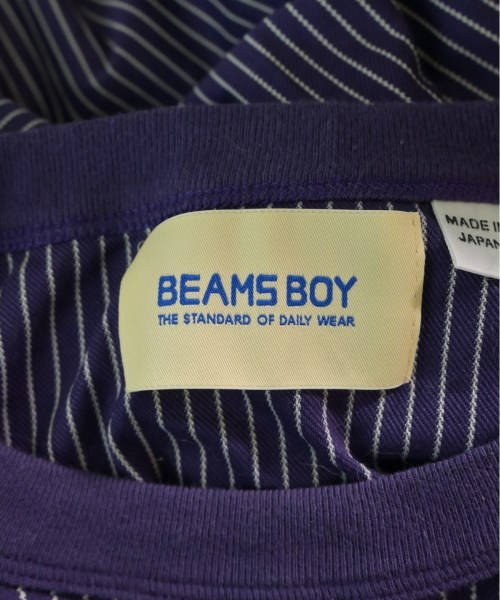 BEAMS BOY
THE STANDARD OF DAILY WEAR
MADE IN
JAPAN